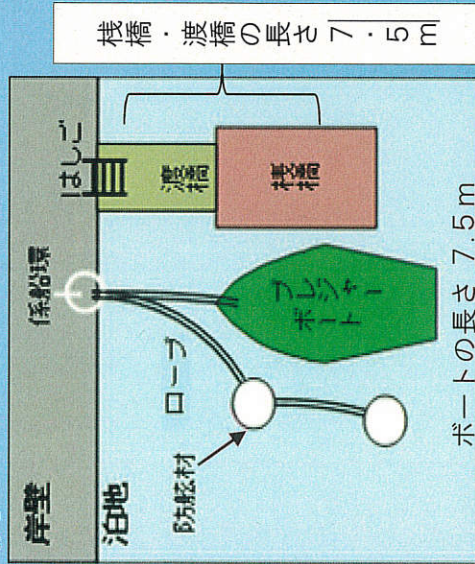 桟橋・渡橋の長さ 7.5m
岸壁
係船環
はしご
泊地
ロープ
渡橋
防舷材
プレジャー
ボート
桟橋
ボートの長さ 7.5m